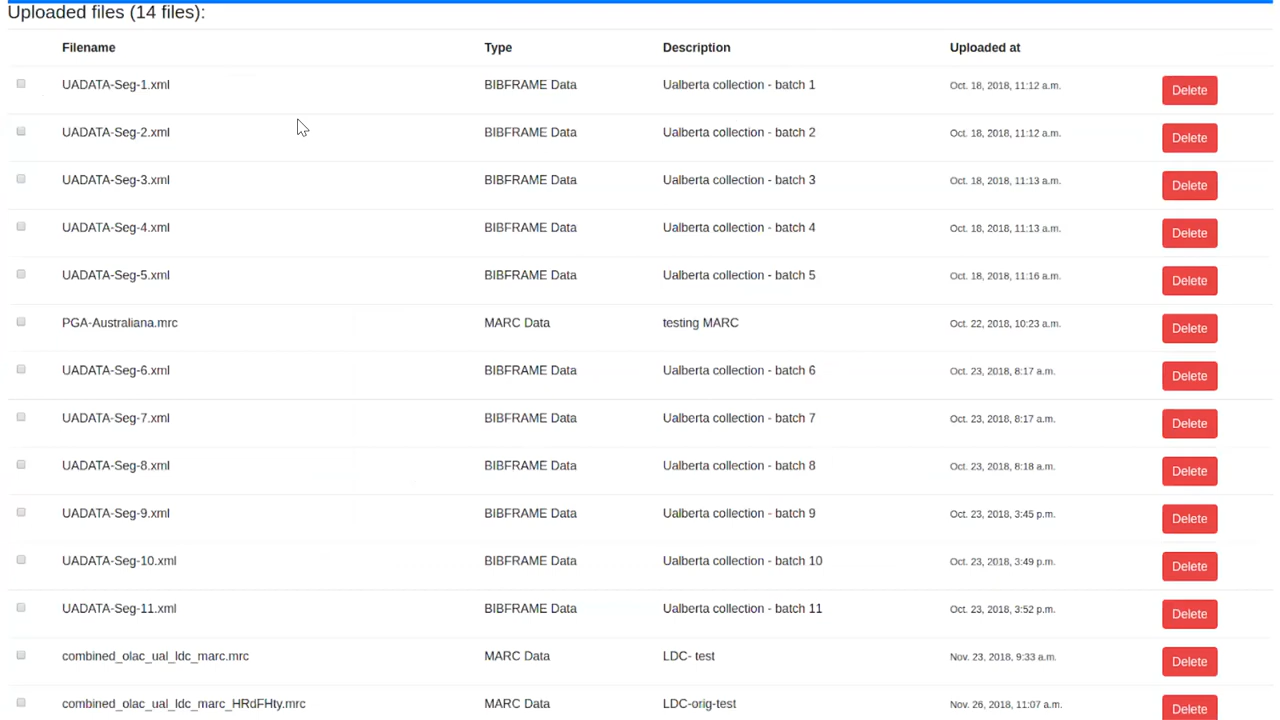 Uploaded files (14 files):
Filename Type Description Uploaded at
UADATA-Seg-1.xml BIBFRAME Data Ualberta collection - batch 1 Oct. 18, 2018, 11:12 a.m. Delete
UADATA-Seg-2.xml BIBFRAME Data Ualberta collection - batch 2 Oct. 18, 2018, 11:12 a.m. Delete
UADATA-Seg-3.xml BIBFRAME Data Ualberta collection - batch 3 Oct. 18, 2018, 11:13 a.m. Delete
UADATA-Seg-4.xml BIBFRAME Data Ualberta collection - batch 4 Oct. 18, 2018, 11:13 a.m. Delete
UADATA-Seg-5.xml BIBFRAME Data Ualberta collection - batch 5 Oct. 18, 2018, 11:16 a.m. Delete
PGA-Australiana.mrc MARC Data testing MARC Oct. 22, 2018, 10:23 a.m. Delete
UADATA-Seg-6.xml BIBFRAME Data Ualberta collection - batch 6 Oct. 23, 2018, 8:17 a.m. Delete
UADATA-Seg-7.xml BIBFRAME Data Ualberta collection - batch 7 Oct. 23, 2018, 8:17 a.m. Delete
UADATA-Seg-8.xml BIBFRAME Data Ualberta collection - batch 8 Oct. 23, 2018, 8:18 a.m. Delete
UADATA-Seg-9.xml BIBFRAME Data Ualberta collection - batch 9 Oct. 23, 2018, 3:45 p.m. Delete
UADATA-Seg-10.xml BIBFRAME Data Ualberta collection - batch 10 Oct. 23, 2018, 3:49 p.m. Delete
UADATA-Seg-11.xml BIBFRAME Data Ualberta collection - batch 11 Oct. 23, 2018, 3:52 p.m. Delete
combined_olac_ual_ldc_marc.mrc MARC Data LDC- test Nov. 23, 2018, 9:33 a.m. Delete
combined_olac_ual_ldc_marc_HRdFHty.mrc MARC Data LDC-orig-test Nov. 26, 2018, 11:07 a.m. Delete